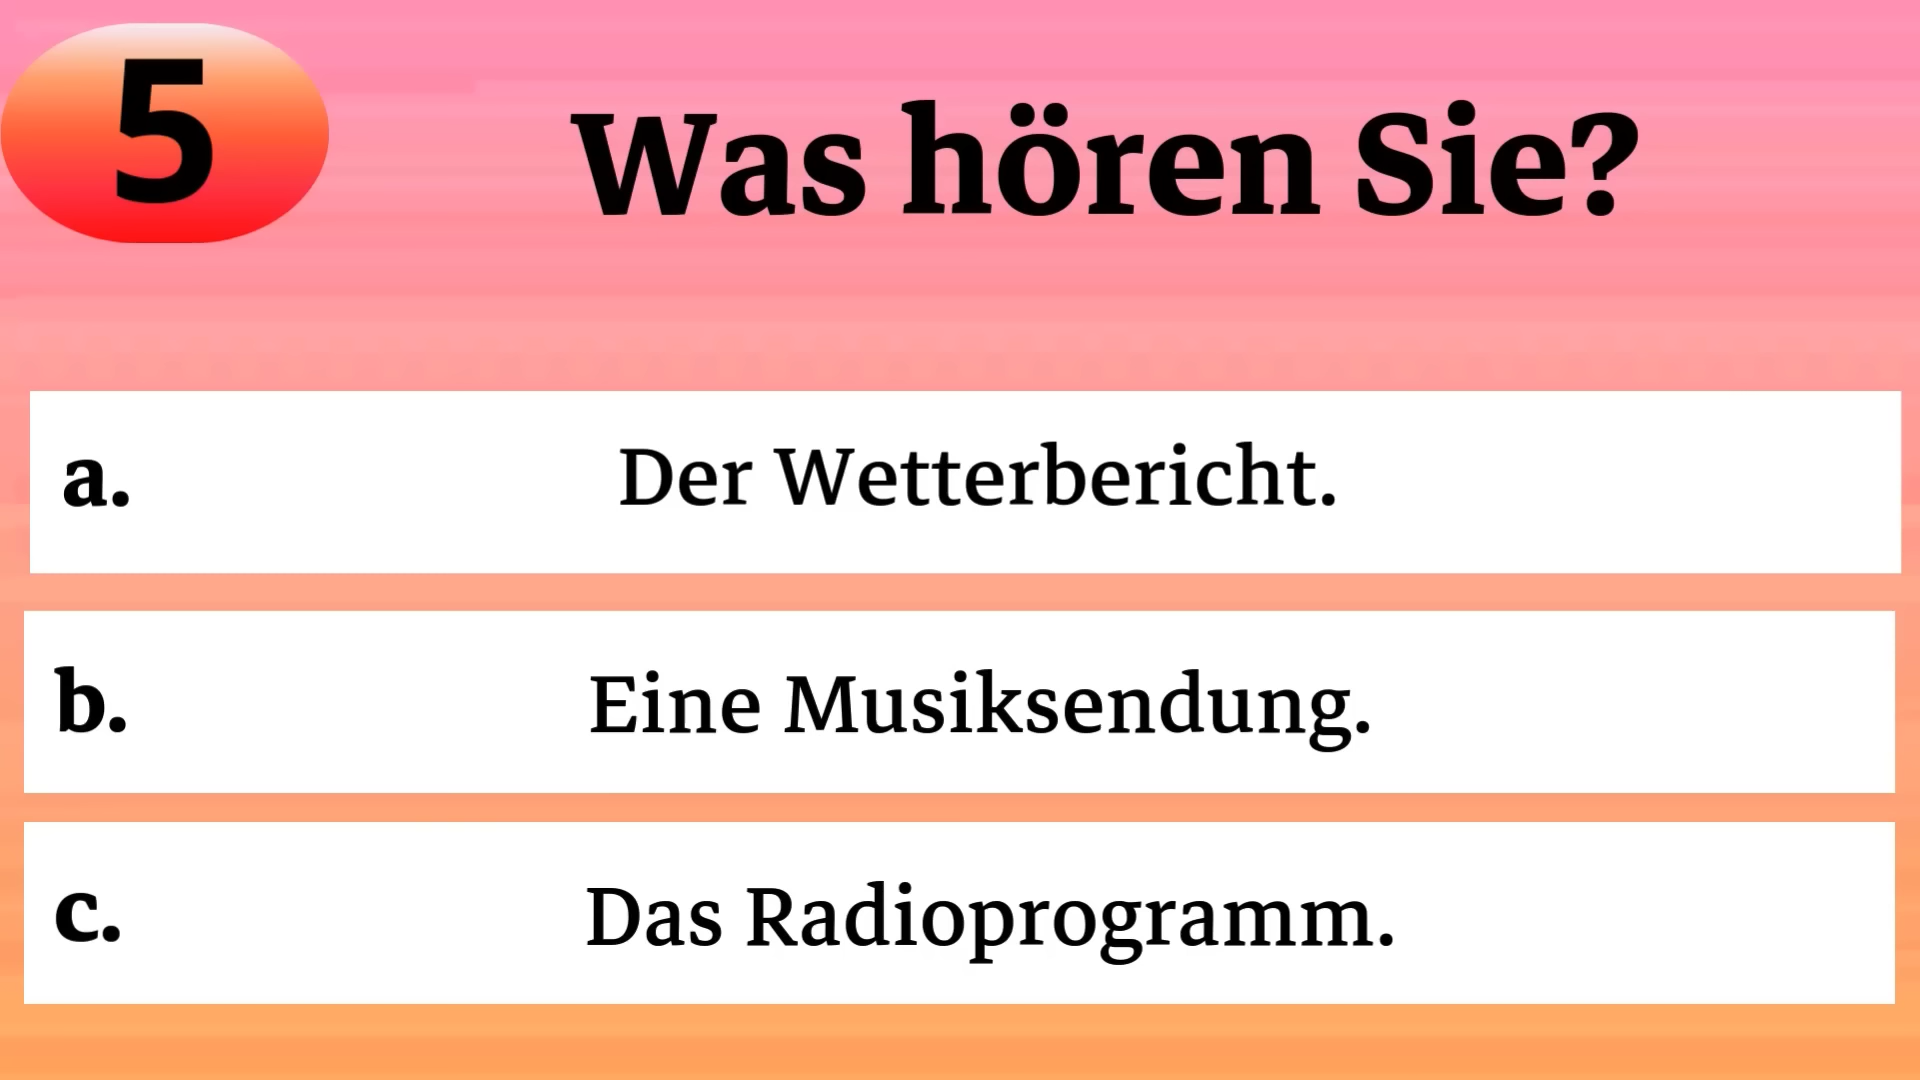 5
Was hören Sie?
a. Der Wetterbericht.
b. Eine Musiksendung.
c. Das Radioprogramm.